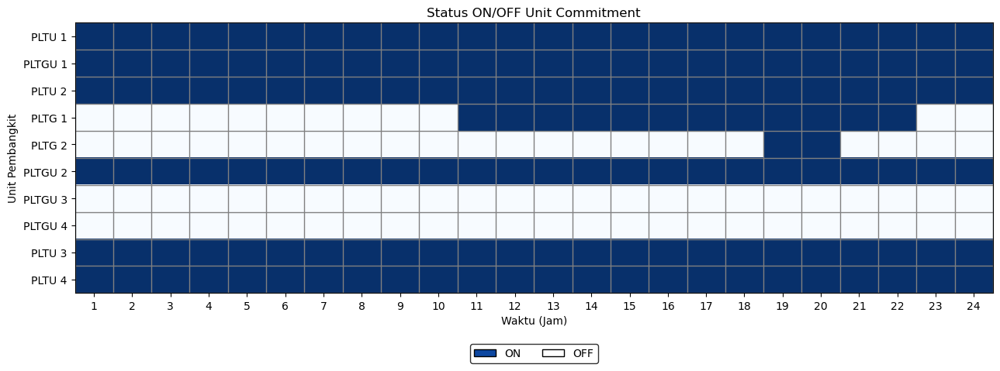 Status ON/OFF Unit Commitment
Unit Pembangkit
PLTU 1
PLTGU 1
PLTU 2
PLTG 1
PLTG 2
PLTGU 2
PLTGU 3
PLTGU 4
PLTU 3
PLTU 4
1 2 3 4 5 6 7 8 9 10 11 12 13 14 15 16 17 18 19 20 21 22 23 24
Waktu (Jam)
ON OFF